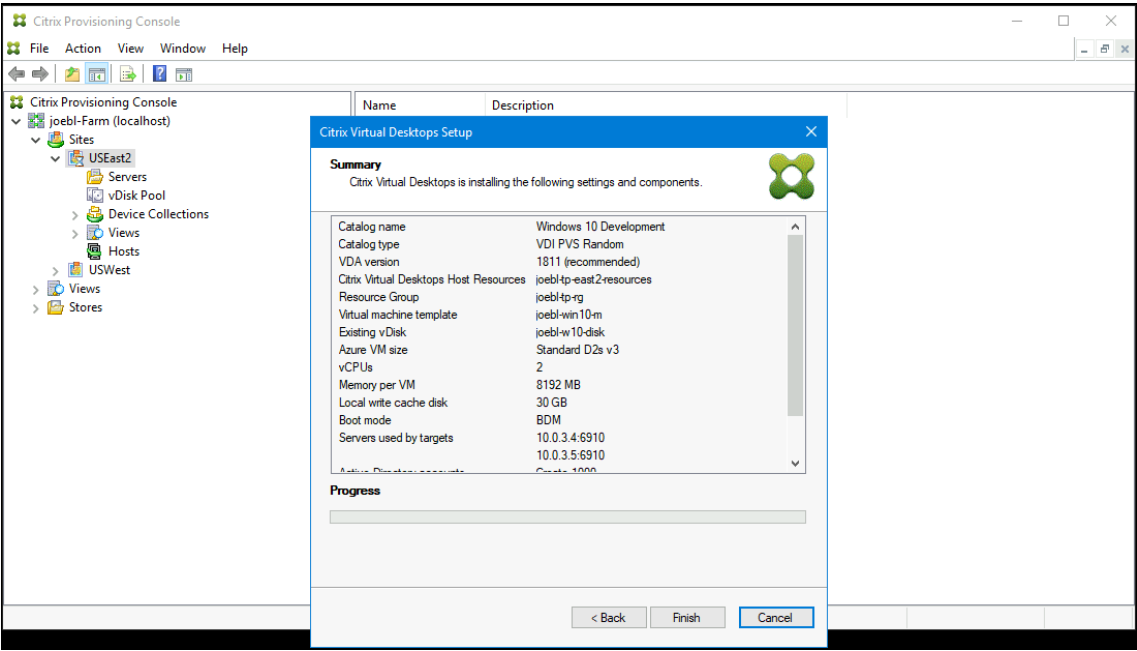 Citrix Provisioning Console
File Action View Window Help
Citrix Provisioning Console
joebl-Farm (localhost)
Sites
USEast2
Servers
vDisk Pool
Device Collections
Views
Hosts
USWest
Views
Stores
Name Description
Citrix Virtual Desktops Setup
Summary
Citrix Virtual Desktops is installing the following settings and components.
Catalog name Windows 10 Development
Catalog type VDI PVS Random
VDA version 1811 (recommended)
Citrix Virtual Desktops Host Resources joebl-tp-east2-resources
Resource Group joebl-tp-rg
Virtual machine template joebl-win10-m
Existing vDisk joebl-w10-disk
Azure VM size Standard D2s v3
vCPUs 2
Memory per VM 8192 MB
Local write cache disk 30 GB
Boot mode BDM
Servers used by targets 10.0.3.4:6910
10.0.3.5:6910
Active Directory accounts Create 1000
Progress
< Back Finish Cancel